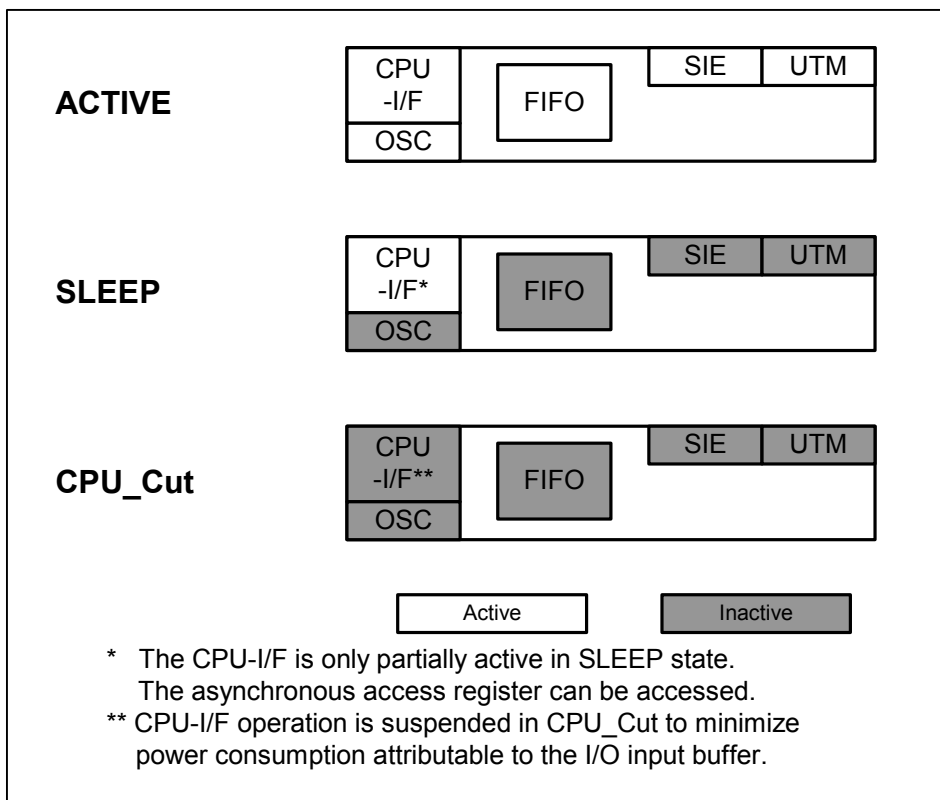 ACTIVE
CPU
-I/F
OSC
FIFO
SIE
UTM
SLEEP
CPU
-I/F*
OSC
FIFO
SIE
UTM
CPU_Cut
CPU
-I/F**
OSC
FIFO
SIE
UTM
Active
Inactive
* The CPU-I/F is only partially active in SLEEP state.
The asynchronous access register can be accessed.
** CPU-I/F operation is suspended in CPU_Cut to minimize
power consumption attributable to the I/O input buffer.